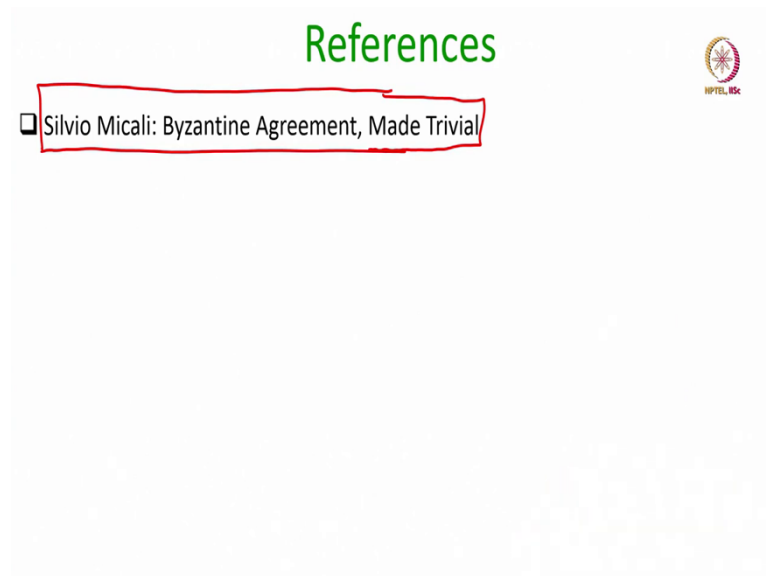 References
NPTEL, IISc
Silvio Micali: Byzantine Agreement, Made Trivial